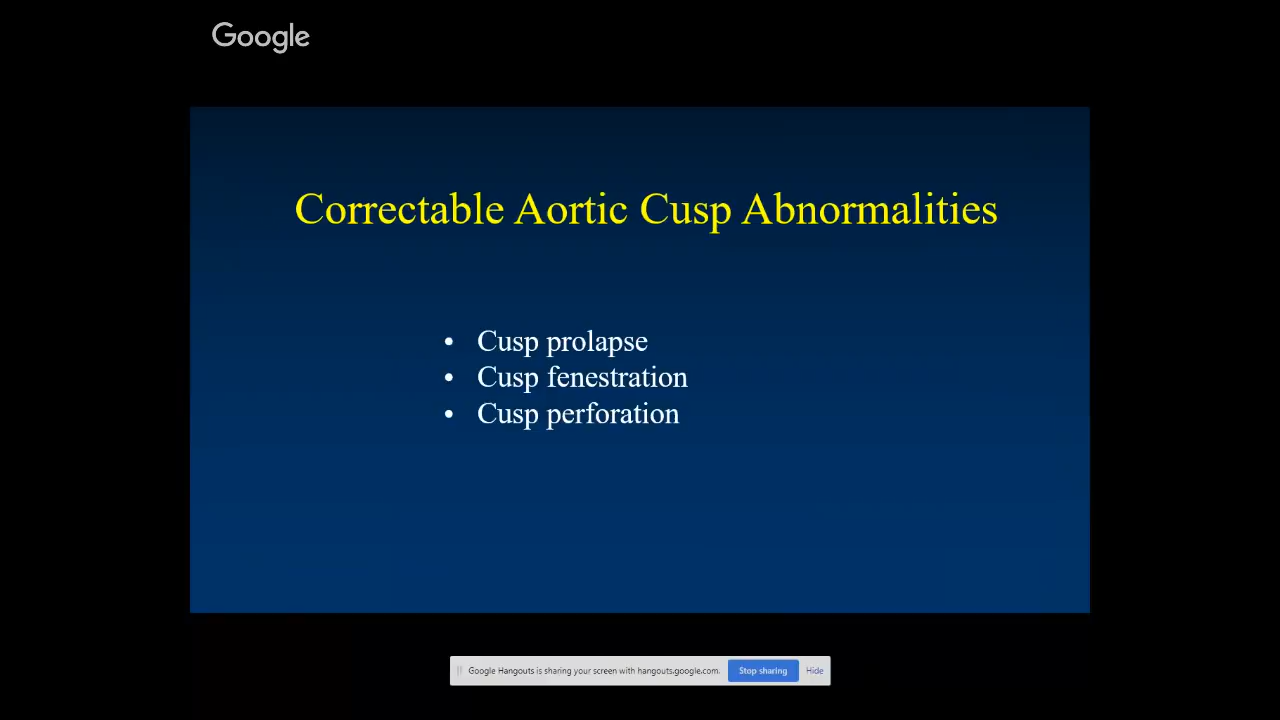 Google
Correctable Aortic Cusp Abnormalities
• Cusp prolapse
• Cusp fenestration
• Cusp perforation
Google Hangouts is sharing your screen with hangouts.google.com. Stop sharing Hide